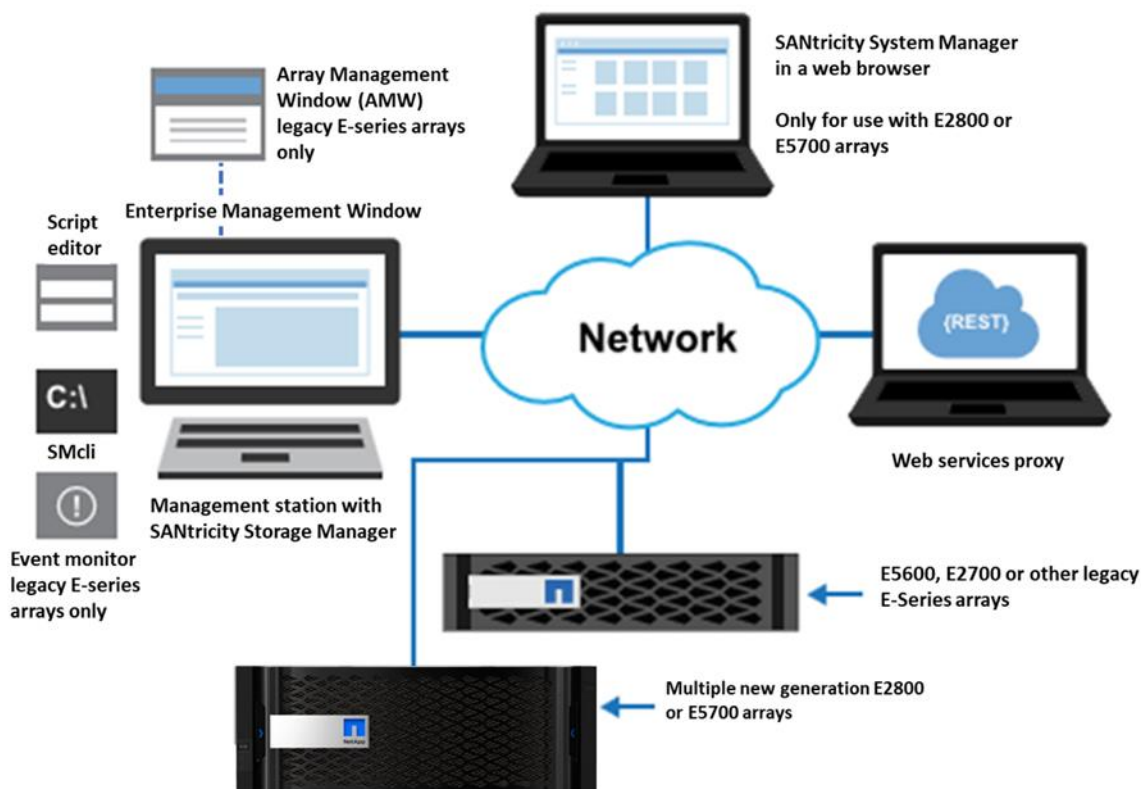 SANtricity System Manager
in a web browser
Only for use with E2800 or
E5700 arrays
Array Management
Window (AMW)
legacy E-series arrays
only
Enterprise Management Window
Script
editor
C:\
SMcli
Event monitor
legacy E-series
arrays only
Management station with
SANtricity Storage Manager
Network
{REST}
Web services proxy
E5600, E2700 or other legacy
E-Series arrays
Multiple new generation E2800
or E5700 arrays
NetApp